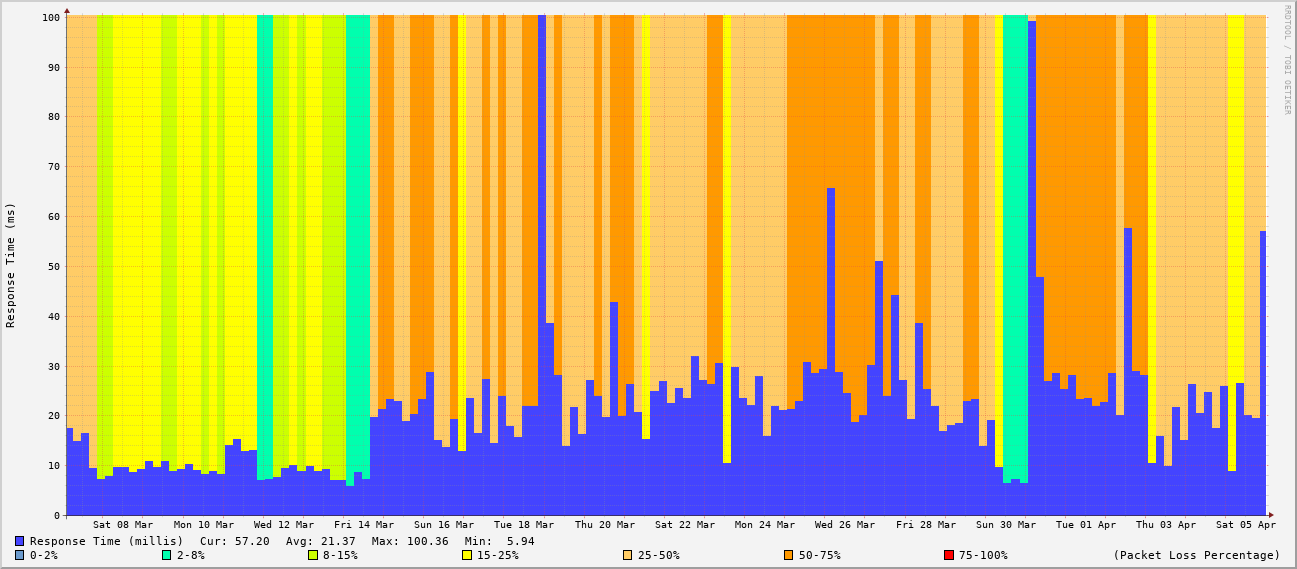 RRDTOOL / TOBI OETIKER
Response Time (ms)
100
90
80
70
60
50
40
30
20
10
0
Sat 08 Mar Mon 10 Mar Wed 12 Mar Fri 14 Mar Sun 16 Mar Tue 18 Mar Thu 20 Mar Sat 22 Mar Mon 24 Mar Wed 26 Mar Fri 28 Mar Sun 30 Mar Tue 01 Apr Thu 03 Apr Sat 05 Apr
Response Time (millis) Cur: 57.20 Avg: 21.37 Max: 100.36 Min: 5.94
0-2% 2-8% 8-15% 15-25% 25-50% 50-75% 75-100% (Packet Loss Percentage)